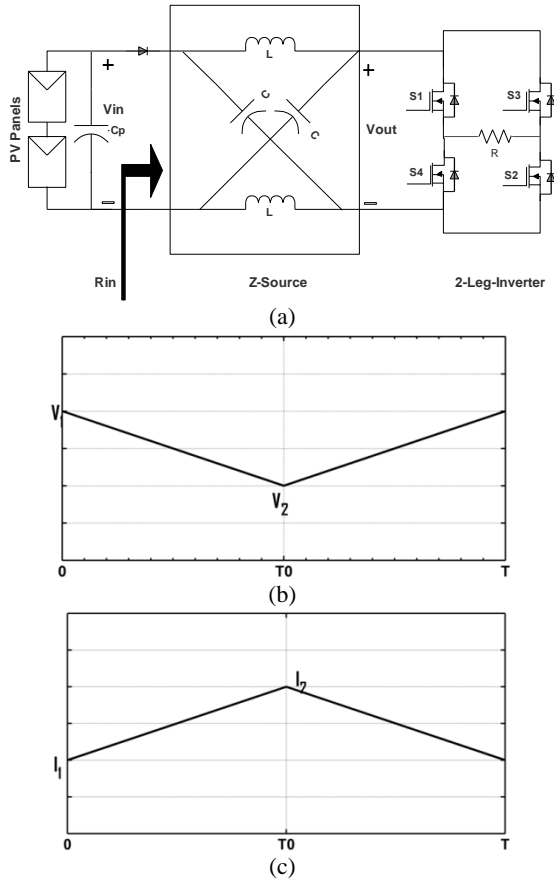 PV Panels
+
Vin
Cp
Rin
L
C
C
L
Z-Source
+
Vout
S1
S3
R
S4
S2
2-Leg-Inverter
(a)
V1
V2
0
T0
T
(b)
I1
I2
0
T0
T
(c)